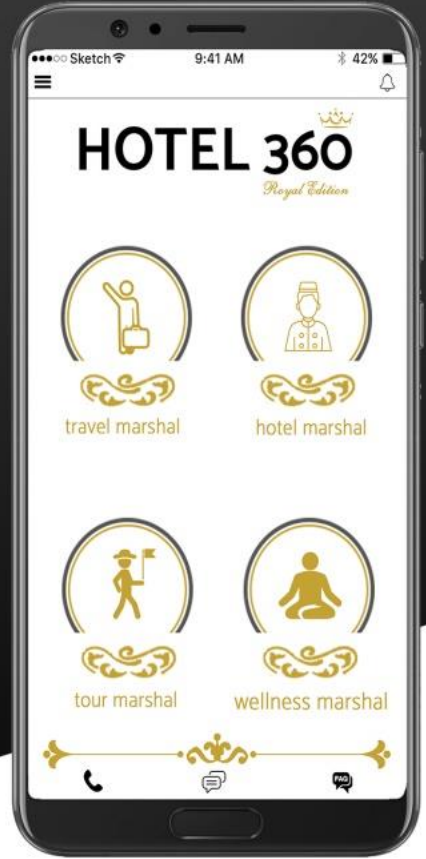 Sketch 9:41 AM 42%
HOTEL 360
Royal Edition
travel marshal hotel marshal
tour marshal wellness marshal
FAQ